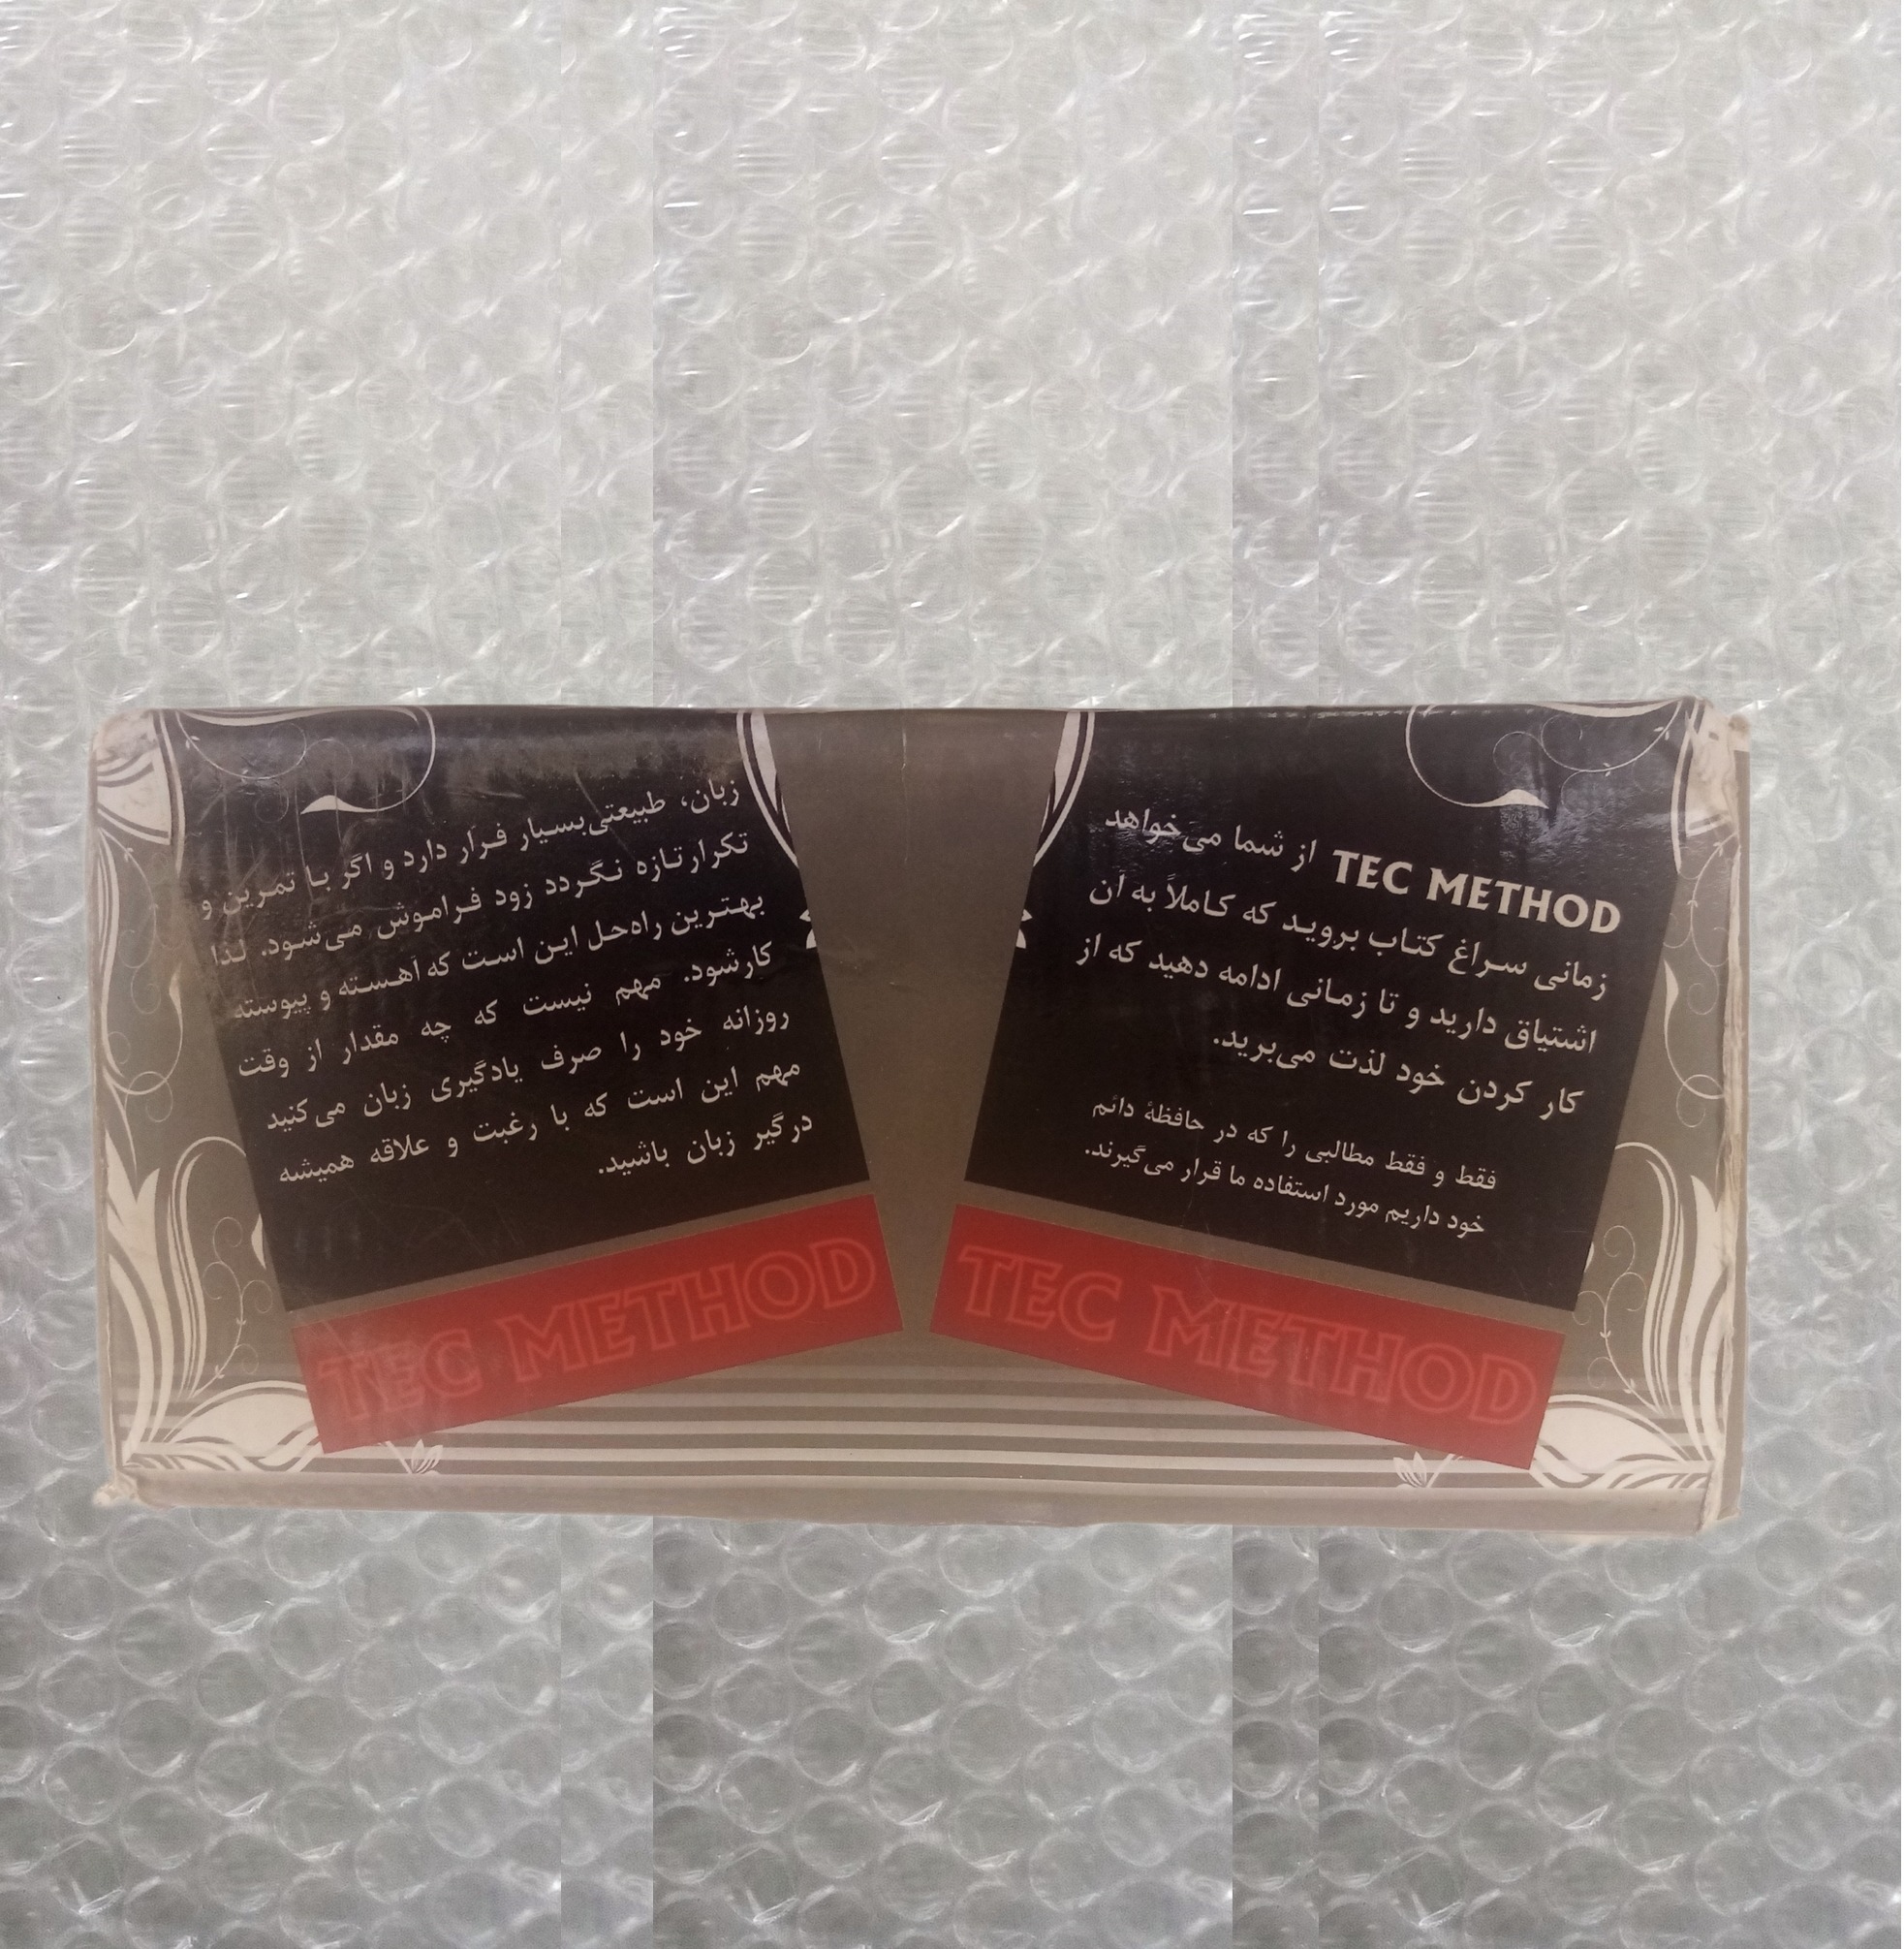 TEC METHOD از شما می‌خواهد
زمانی سراغ کتاب بروید که کاملاً به آن
اشتیاق دارید و تا زمانی ادامه دهید که از
کار کردن خود لذت می‌برید.
فقط و فقط مطالبی را که در حافظهٔ دائم
خود داریم مورد استفاده ما قرار می‌گیرند.
TEC METHOD
زبان، طبیعتی بسیار فرار دارد و اگر با تمرین و
تکرار تازه نگردد زود فراموش می‌شود. لذا
بهترین راه‌حل این است که آهسته و پیوسته
کار شود. مهم نیست که چه مقدار از وقت
روزانه خود را صرف یادگیری زبان می‌کنید
مهم این است که با رغبت و علاقه همیشه
درگیر زبان باشید.
TEC METHOD